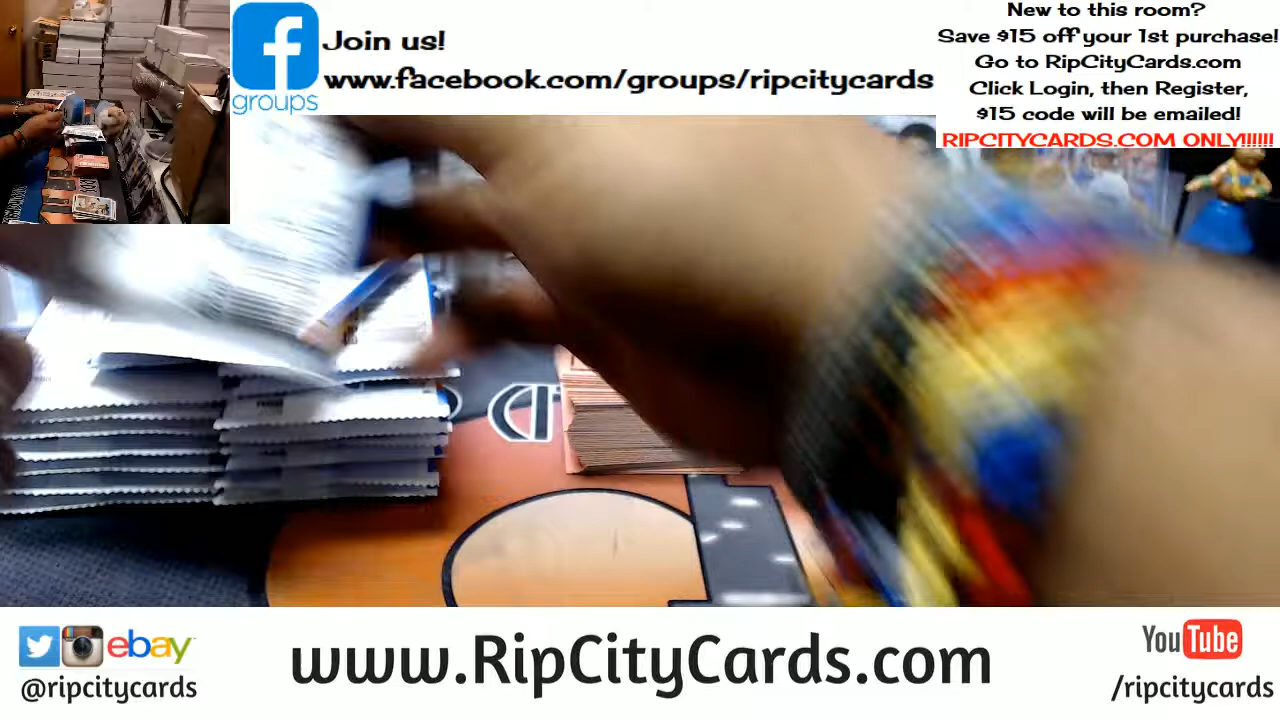 Join us!
www.facebook.com/groups/ripcitycards
groups
New to this room?
Save $15 off your 1st purchase!
Go to RipCityCards.com
Click Login, then Register,
$15 code will be emailed!
RIPCITYCARDS.COM ONLY!!!!!!
ebay
@ripcitycards
www.RipCityCards.com
YouTube
/ripcitycards